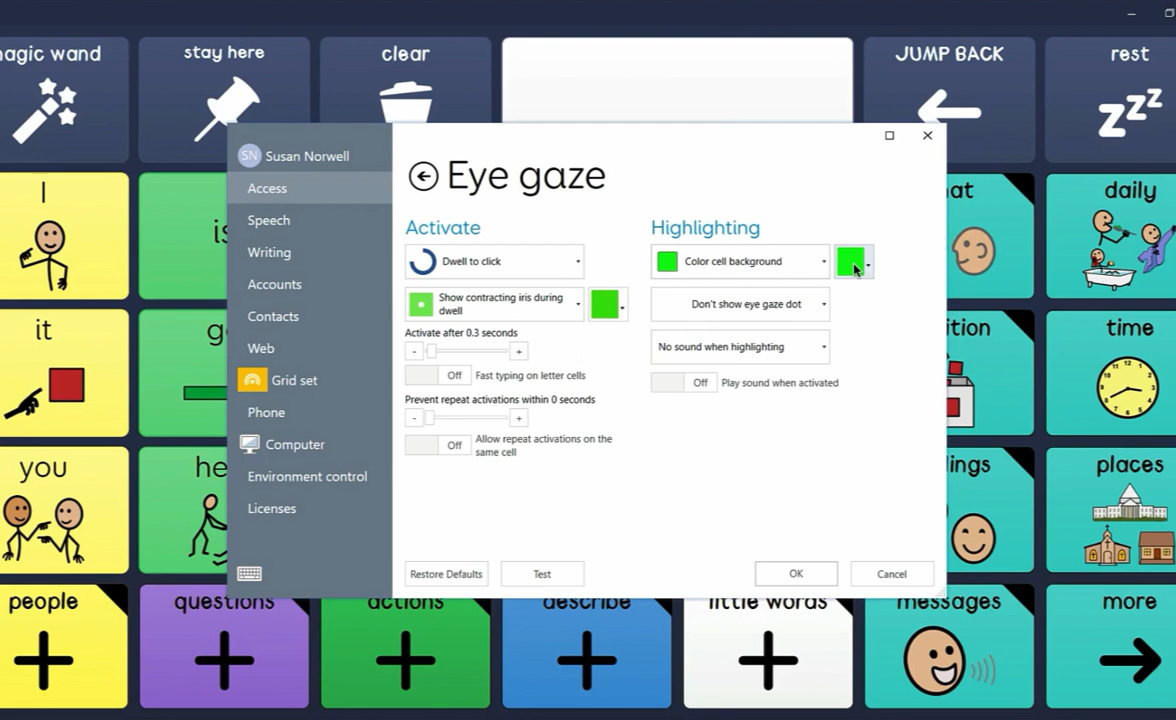 magic wand
stay here
clear
JUMP BACK
rest
SN
Susan Norwell
Access
Speech
Writing
Accounts
Contacts
Web
Grid set
Phone
Computer
Environment control
Licenses
Eye gaze
Activate
Dwell to click
Show contracting iris during
dwell
Activate after 0.3 seconds
-
+
Off
Fast typing on letter cells
Prevent repeat activations within 0 seconds
-
+
Off
Allow repeat activations on the
same cell
Highlighting
Color cell background
Don't show eye gaze dot
No sound when highlighting
Off
Play sound when activated
Restore Defaults
Test
OK
Cancel
I
is
daily
it
time
you
he
places
people
questions
actions
describe
little words
messages
more